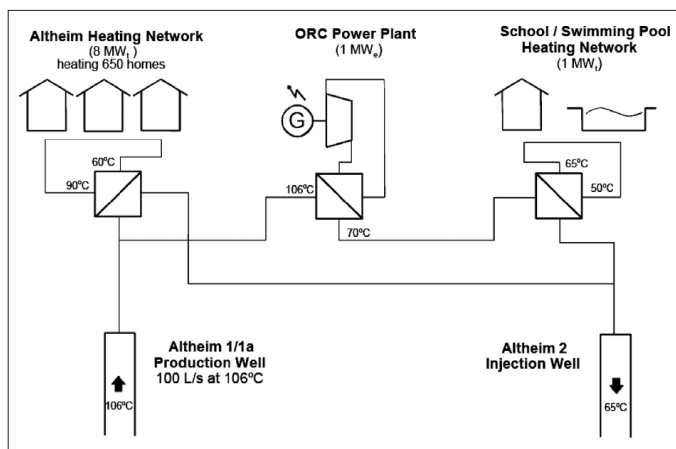 Altheim Heating Network
(8 MWt)
heating 650 homes
ORC Power Plant
(1 MWe)
School / Swimming Pool
Heating Network
(1 MWt)
G
60ºC
90ºC
106ºC
70ºC
65ºC
50ºC
Altheim 1/1a
Production Well
100 L/s at 106ºC
106ºC
Altheim 2
Injection Well
65ºC